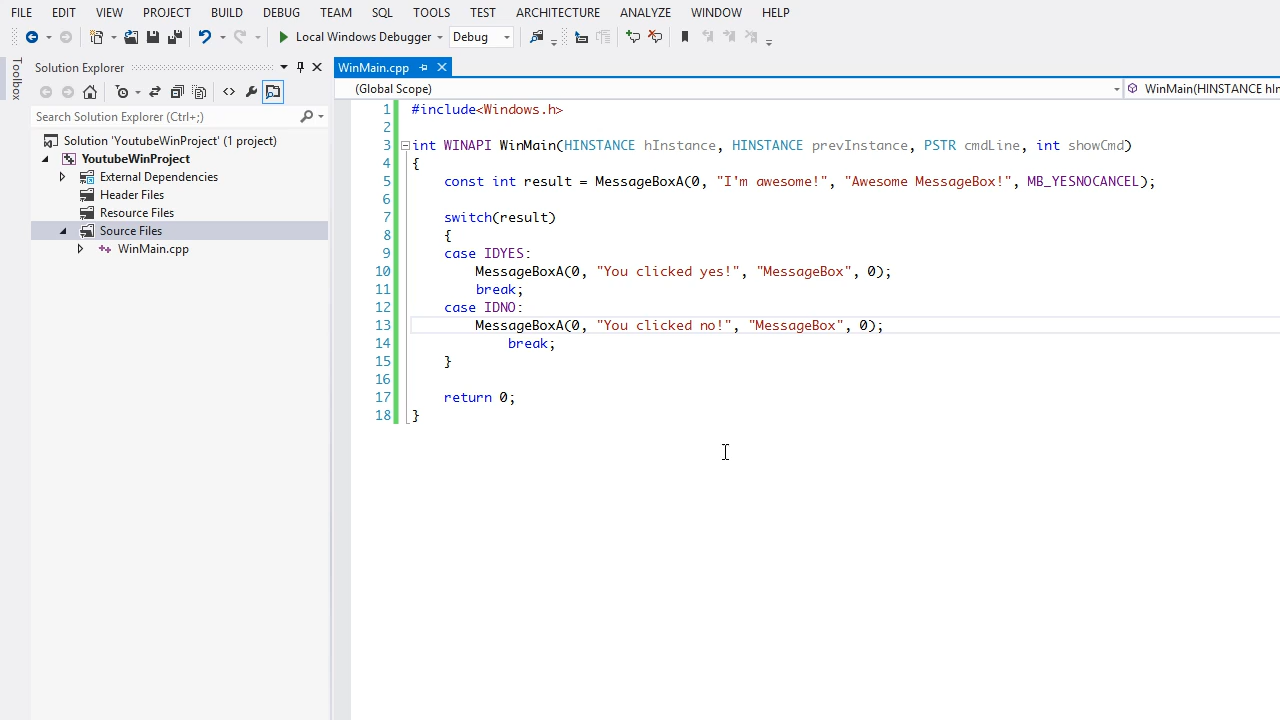 FILE EDIT VIEW PROJECT BUILD DEBUG TEAM SQL TOOLS TEST ARCHITECTURE ANALYZE WINDOW HELP
Local Windows Debugger Debug
Toolbox
Solution Explorer
WinMain.cpp
(Global Scope)
WinMain(HINSTANCE hIn
Search Solution Explorer (Ctrl+;)
Solution 'YoutubeWinProject' (1 project)
YoutubeWinProject
External Dependencies
Header Files
Resource Files
Source Files
WinMain.cpp
1 #include<Windows.h>
2
3 int WINAPI WinMain(HINSTANCE hInstance, HINSTANCE prevInstance, PSTR cmdLine, int showCmd)
4 {
5 const int result = MessageBoxA(0, "I'm awesome!", "Awesome MessageBox!", MB_YESNOCANCEL);
6
7 switch(result)
8 {
9 case IDYES:
10 MessageBoxA(0, "You clicked yes!", "MessageBox", 0);
11 break;
12 case IDNO:
13 MessageBoxA(0, "You clicked no!", "MessageBox", 0);
14 break;
15 }
16
17 return 0;
18 }